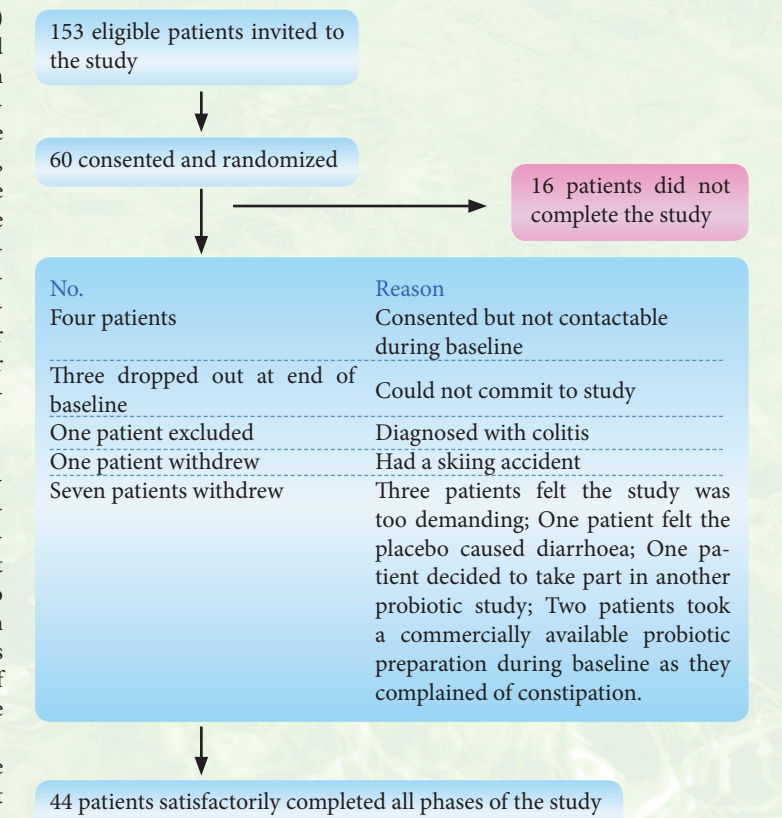 153 eligible patients invited to
the study
60 consented and randomized
16 patients did not
complete the study
No.
Reason
Four patients
Consented but not contactable
during baseline
Three dropped out at end of
baseline
Could not commit to study
One patient excluded
Diagnosed with colitis
One patient withdrew
Had a skiing accident
Seven patients withdrew
Three patients felt the study was
too demanding; One patient felt the
placebo caused diarrhoea; One pa-
tient decided to take part in another
probiotic study; Two patients took
a commercially available probiotic
preparation during baseline as they
complained of constipation.
44 patients satisfactorily completed all phases of the study